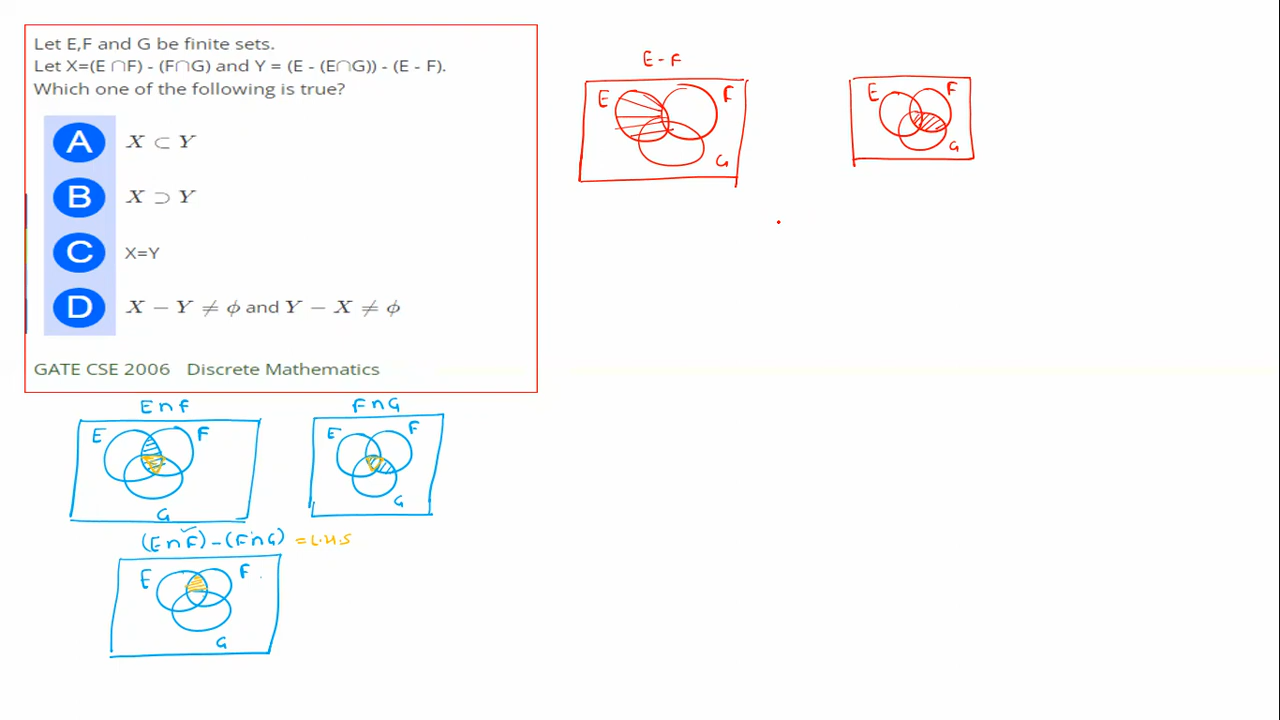 Let E,F and G be finite sets.
Let X=(E ∩F) - (F∩G) and Y = (E - (E∩G)) - (E - F).
Which one of the following is true?
A X ⊂ Y
B X ⊃ Y
C X=Y
D X − Y ≠ ϕ and Y − X ≠ ϕ
GATE CSE 2006 Discrete Mathematics
E - F
E F
G
E F
G
E n F
E F
G
F n G
E F
G
(E n F) - (F n G) = L.H.S
E F
G